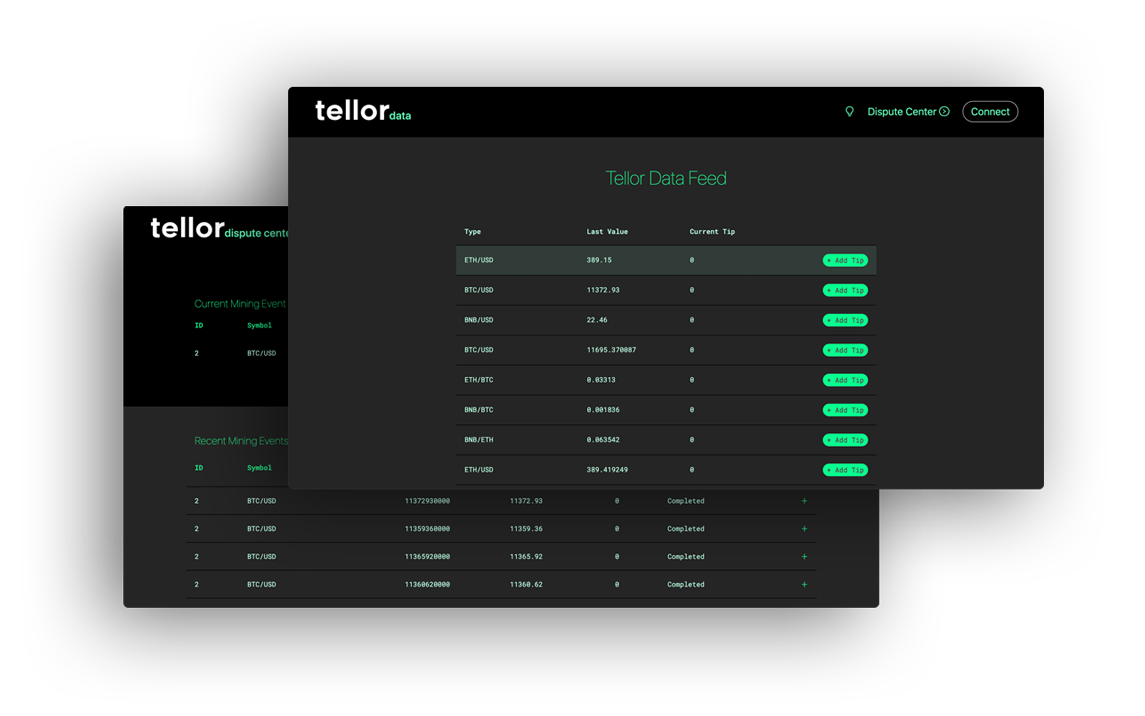 tellor data
Dispute Center
Connect
Tellor Data Feed
Type Last Value Current Tip
ETH/USD 389.15 0 + Add Tip
BTC/USD 11372.93 0 + Add Tip
BNB/USD 22.46 0 + Add Tip
BTC/USD 11695.370087 0 + Add Tip
ETH/BTC 0.03313 0 + Add Tip
BNB/BTC 0.001836 0 + Add Tip
BNB/ETH 0.063542 0 + Add Tip
ETH/USD 389.419249 0 + Add Tip
tellor dispute cente
Current Mining Event
ID Symbol
2 BTC/USD
Recent Mining Events
ID Symbol
2 BTC/USD 11372930000 11372.93 0 Completed +
2 BTC/USD 11359360000 11359.36 0 Completed +
2 BTC/USD 11365920000 11365.92 0 Completed +
2 BTC/USD 11360620000 11360.62 0 Completed +